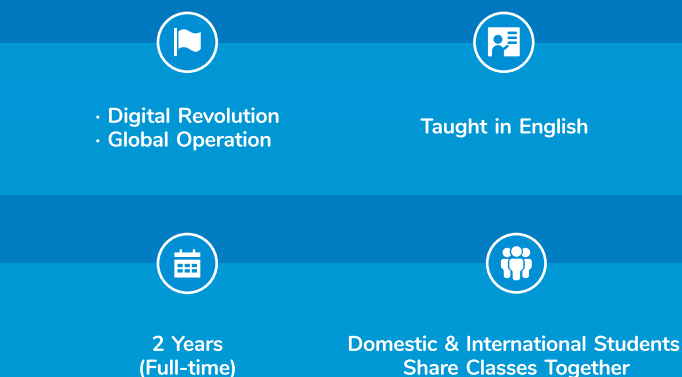 · Digital Revolution
· Global Operation
Taught in English
2 Years
(Full-time)
Domestic & International Students
Share Classes Together